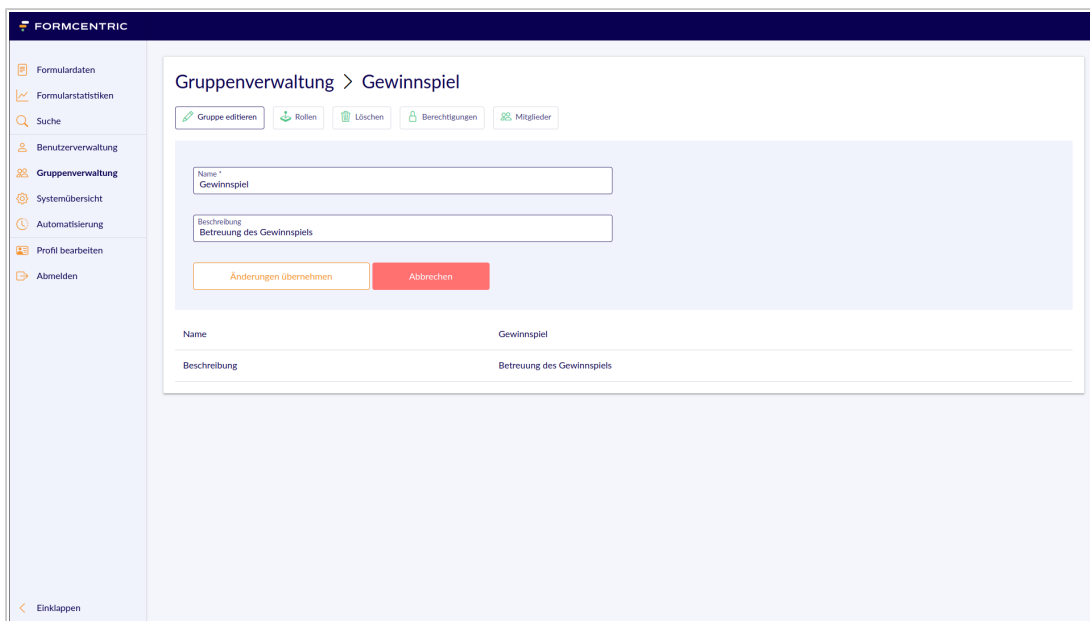 FORMCENTRIC
Formulardaten
Formularstatistiken
Suche
Benutzerverwaltung
Gruppenverwaltung
Systemübersicht
Automatisierung
Profil bearbeiten
Abmelden
Einklappen
Gruppenverwaltung > Gewinnspiel
Gruppe editieren Rollen Löschen Berechtigungen Mitglieder
Name *
Gewinnspiel
Beschreibung
Betreuung des Gewinnspiels
Änderungen übernehmen Abbrechen
Name Gewinnspiel
Beschreibung Betreuung des Gewinnspiels